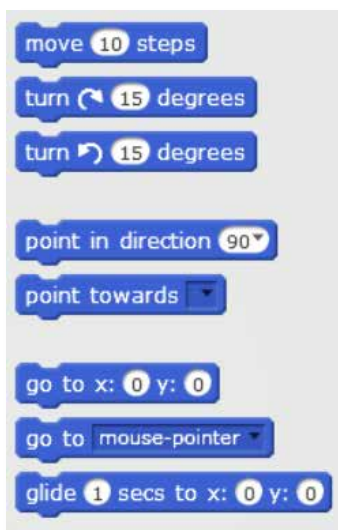 move 10 steps
turn 15 degrees
turn 15 degrees
point in direction 90
point towards
go to x: 0 y: 0
go to mouse-pointer
glide 1 secs to x: 0 y: 0